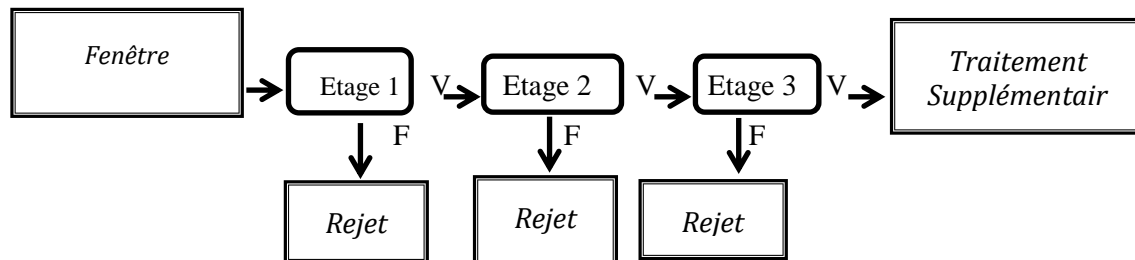 Fenêtre
Etage 1
V
Etage 2
V
Etage 3
V
Traitement
Supplémentair
F
F
F
Rejet
Rejet
Rejet